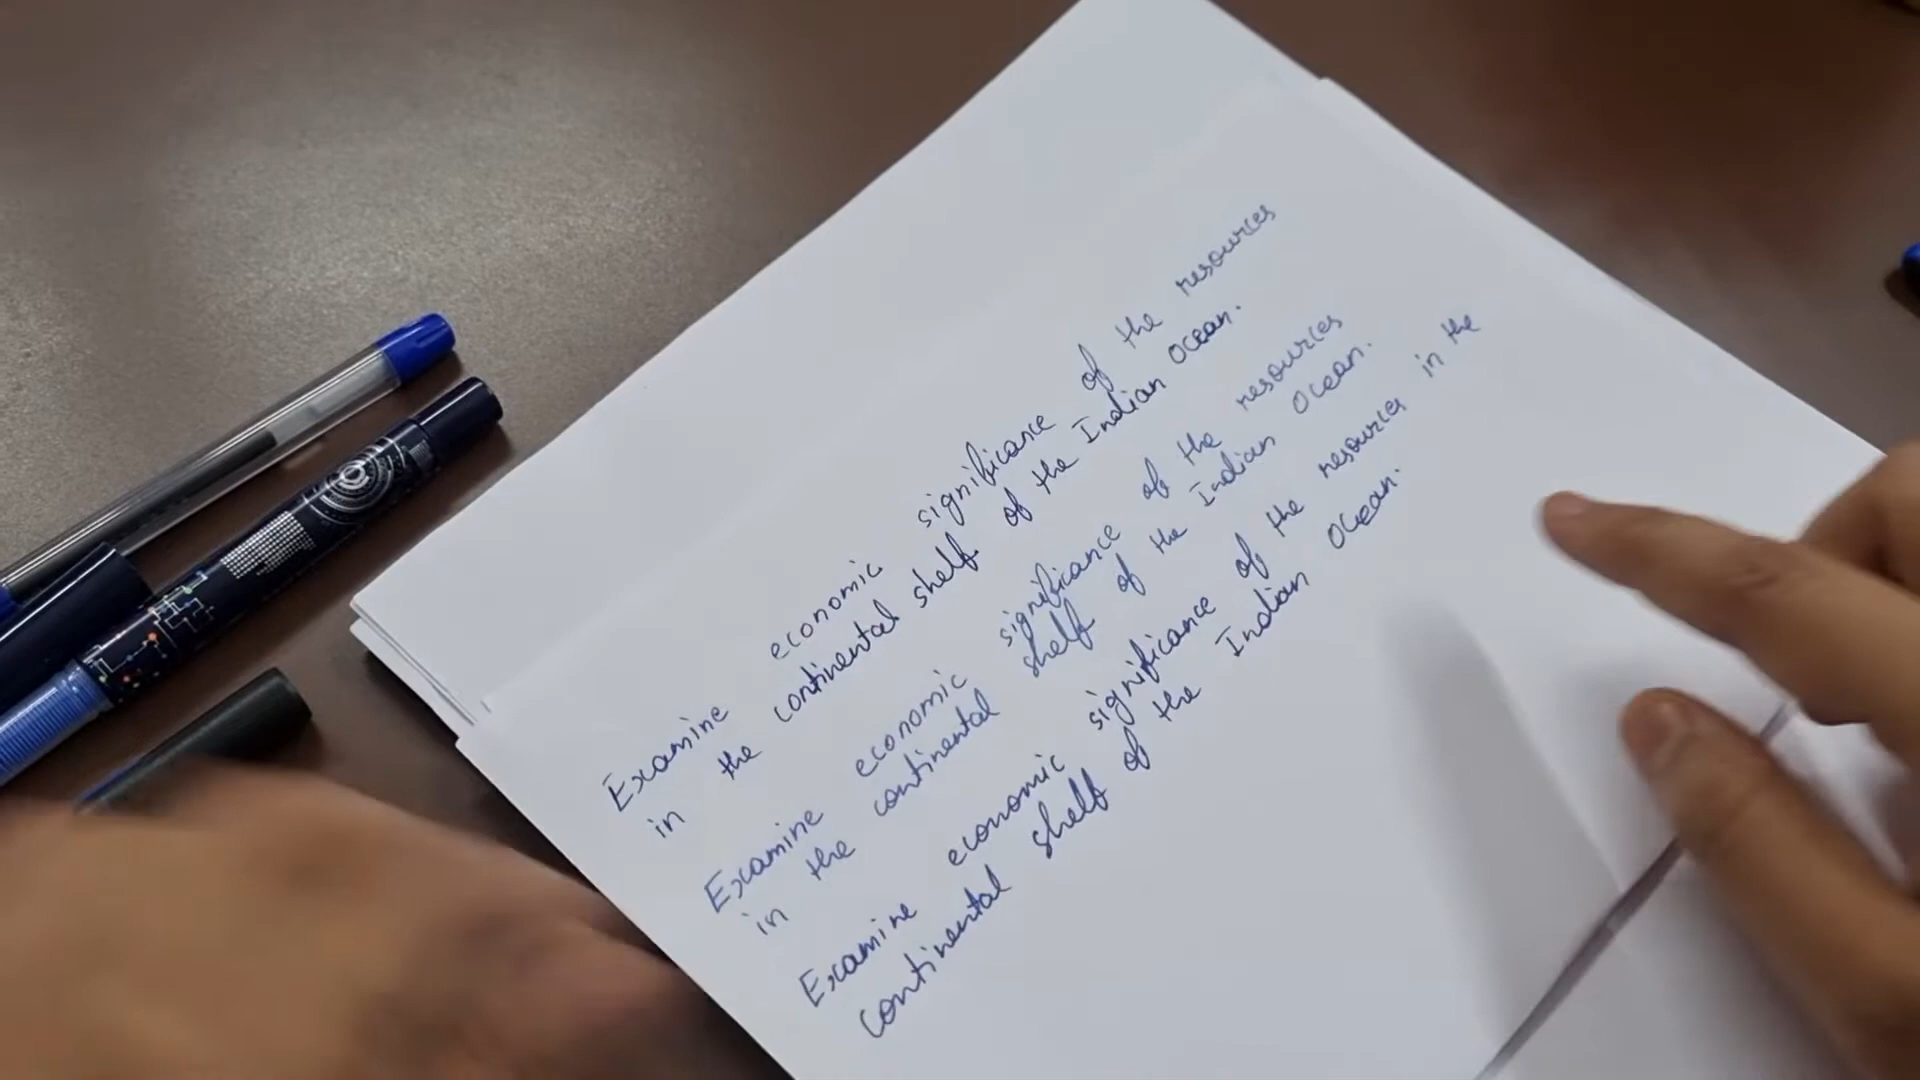 Examine economic significance of the resources
in the continental shelf of the Indian Ocean.
Examine economic significance of the resources
in the continental shelf of the Indian Ocean.
Examine economic significance of the resources in the
continental shelf of the Indian Ocean.